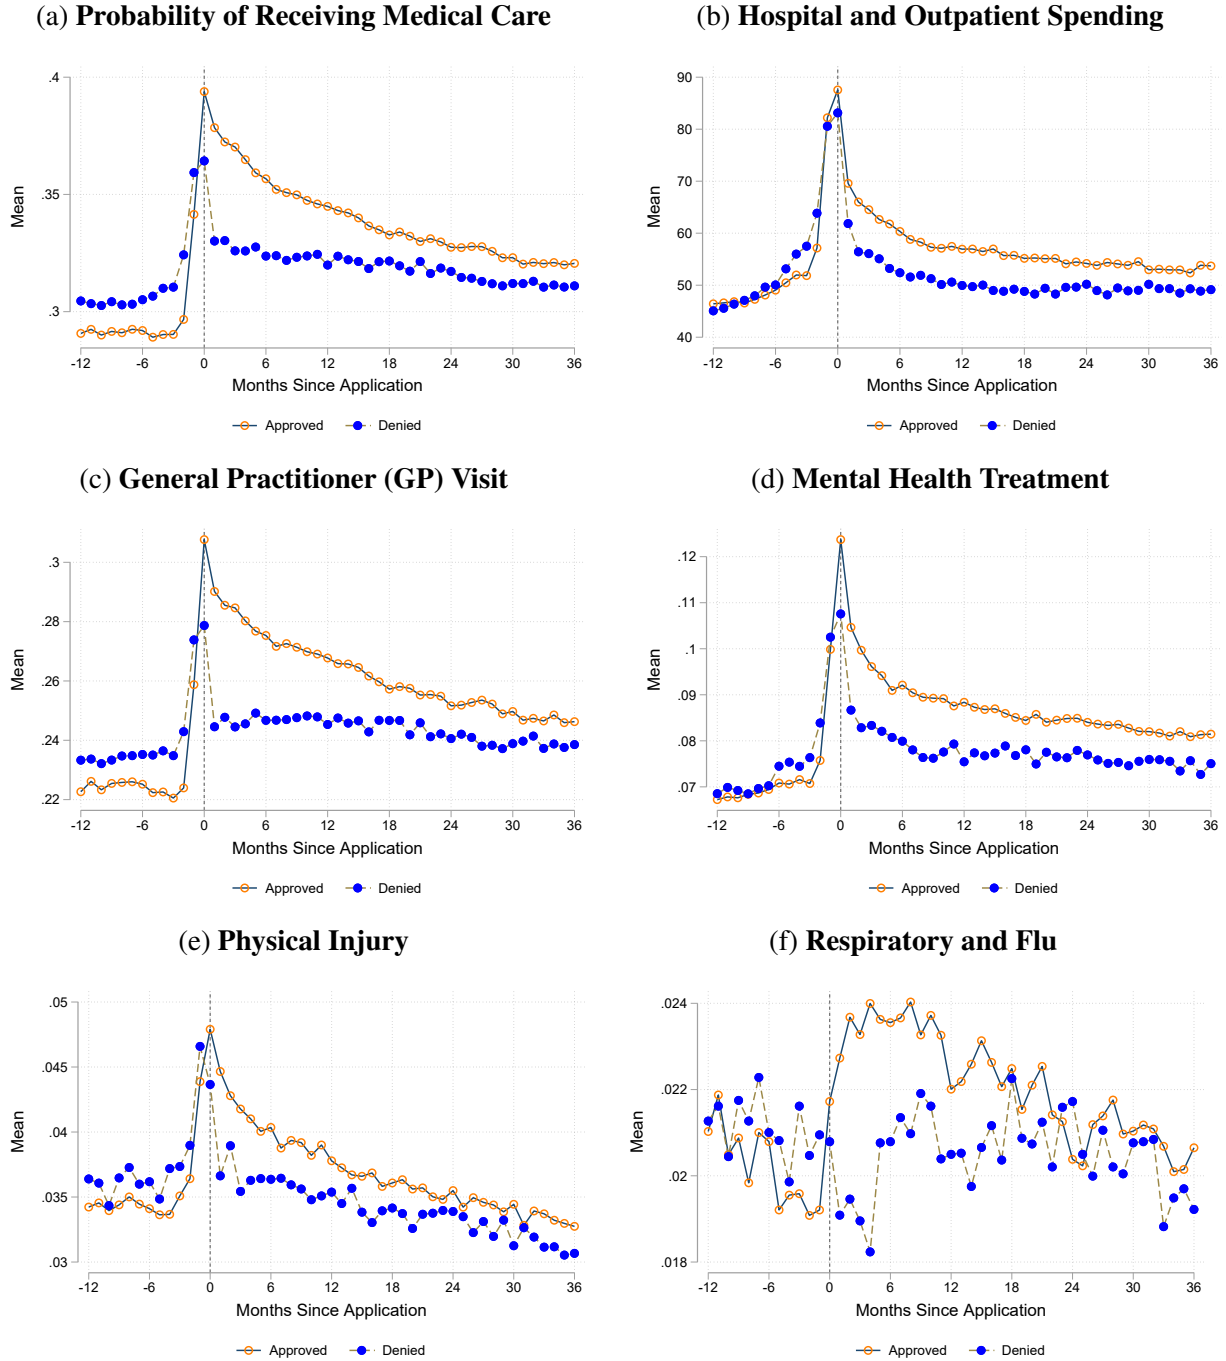 (a) Probability of Receiving Medical Care
.4
.35
.3
Mean
-12 -6 0 6 12 18 24 30 36
Months Since Application
Approved Denied
(b) Hospital and Outpatient Spending
90
80
70
60
50
40
Mean
-12 -6 0 6 12 18 24 30 36
Months Since Application
Approved Denied
(c) General Practitioner (GP) Visit
.3
.28
.26
.24
.22
Mean
-12 -6 0 6 12 18 24 30 36
Months Since Application
Approved Denied
(d) Mental Health Treatment
.12
.11
.1
.09
.08
.07
Mean
-12 -6 0 6 12 18 24 30 36
Months Since Application
Approved Denied
(e) Physical Injury
.05
.045
.04
.035
.03
Mean
-12 -6 0 6 12 18 24 30 36
Months Since Application
Approved Denied
(f) Respiratory and Flu
.024
.022
.02
.018
Mean
-12 -6 0 6 12 18 24 30 36
Months Since Application
Approved Denied